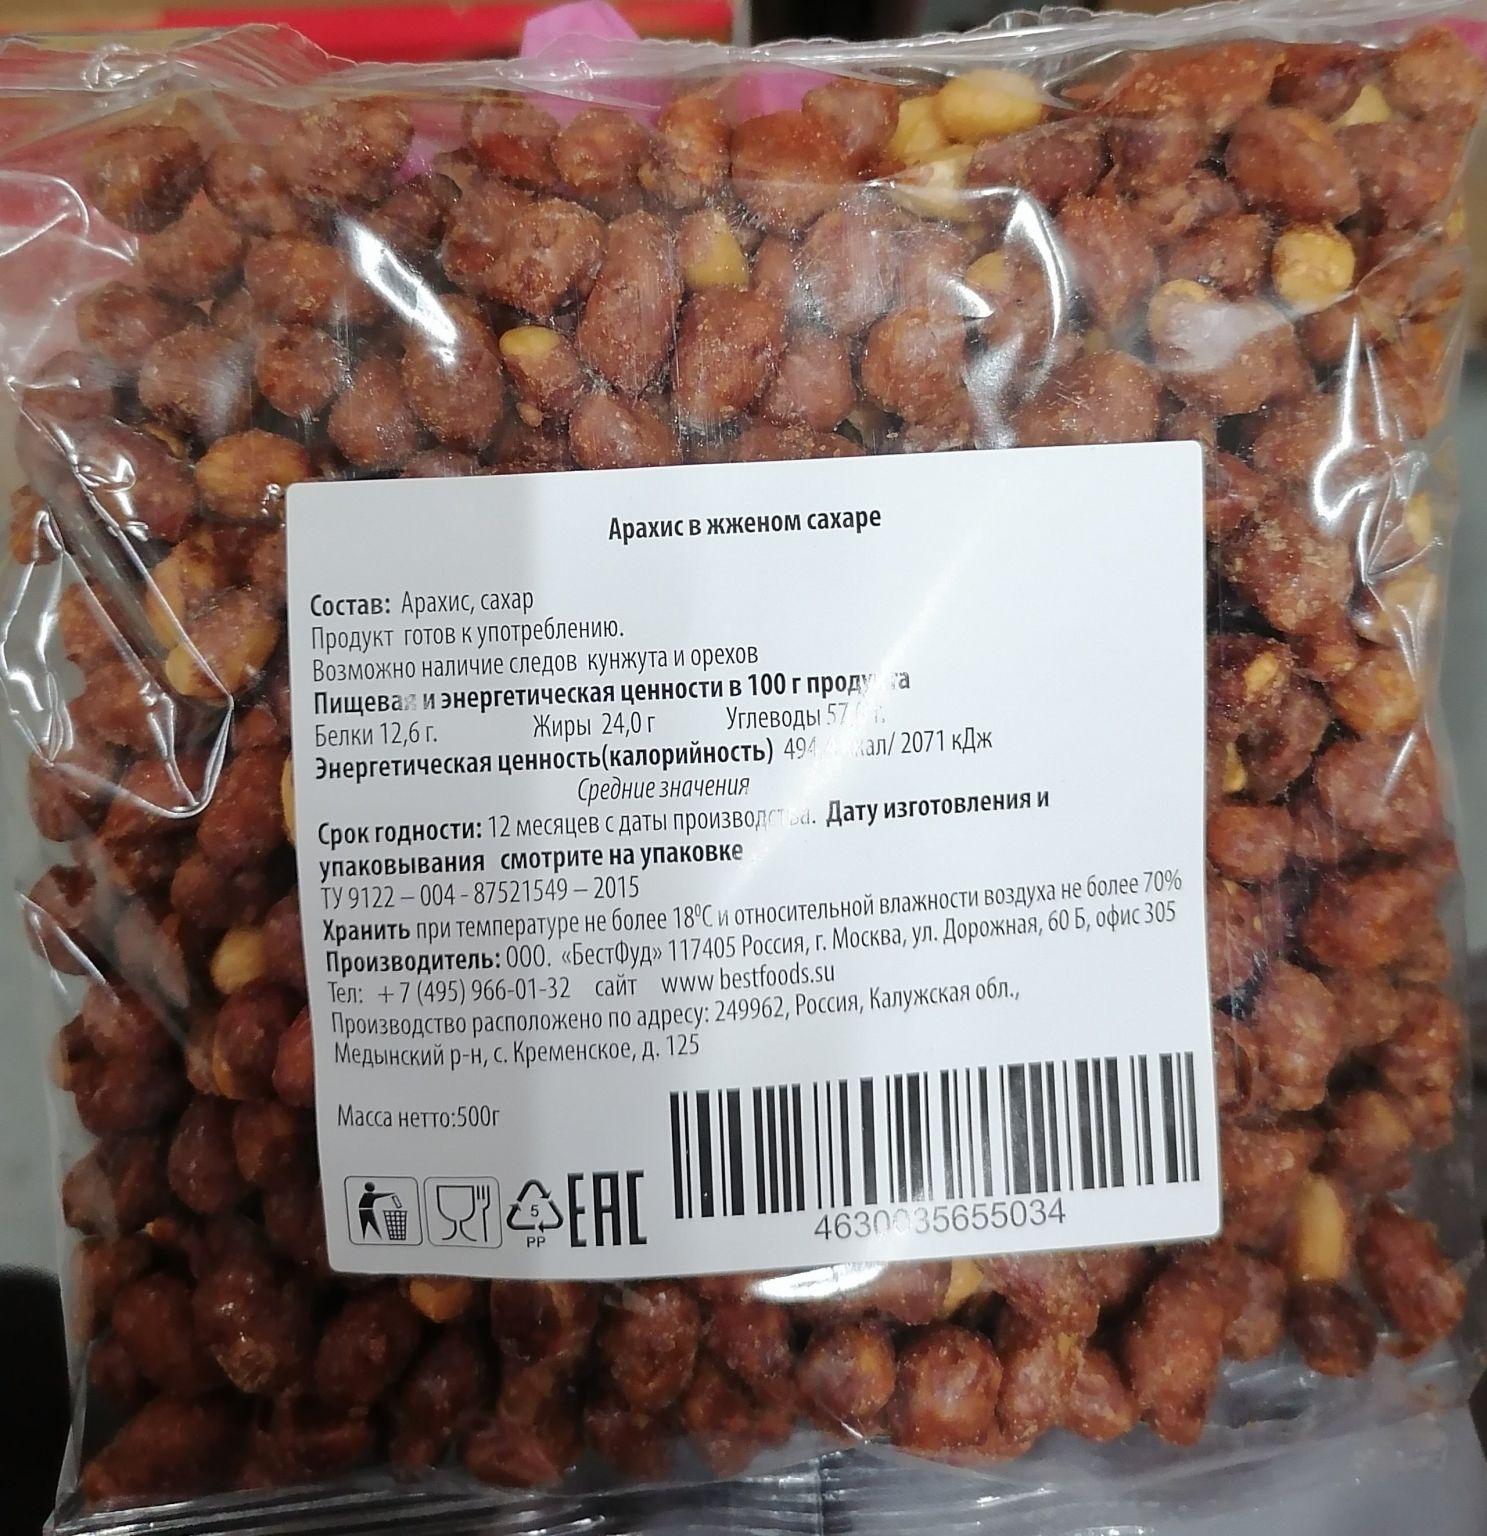 Арахис в жженом сахаре
Состав: Арахис, сахар
Продукт готов к употреблению.
Возможно наличие следов кунжута и орехов
Пищевая и энергетическая ценности в 100 г продукта
Белки 12,6 г. Жиры 24,0 г Углеводы
Энергетическая ценность(калорийность) / 2071 кДж
Средние значения
Срок годности: 12 месяцев с даты производства. Дату изготовления и
упаковывания смотрите на упаковке
ТУ 9122 – 004 - 87521549 – 2015
Хранить при температуре не более 18⁰С и относительной влажности воздуха не более 70%
Производитель: ООО. «БестФуд» 117405 Россия, г. Москва, ул. Дорожная, 60 Б, офис 305
Тел: + 7 (495) 966-01-32 сайт www bestfoods.su
Производство расположено по адресу: 249962, Россия, Калужская обл.,
Медынский р-н, с. Кременское, д. 125
Масса нетто:500г
5
PP
ЕАС